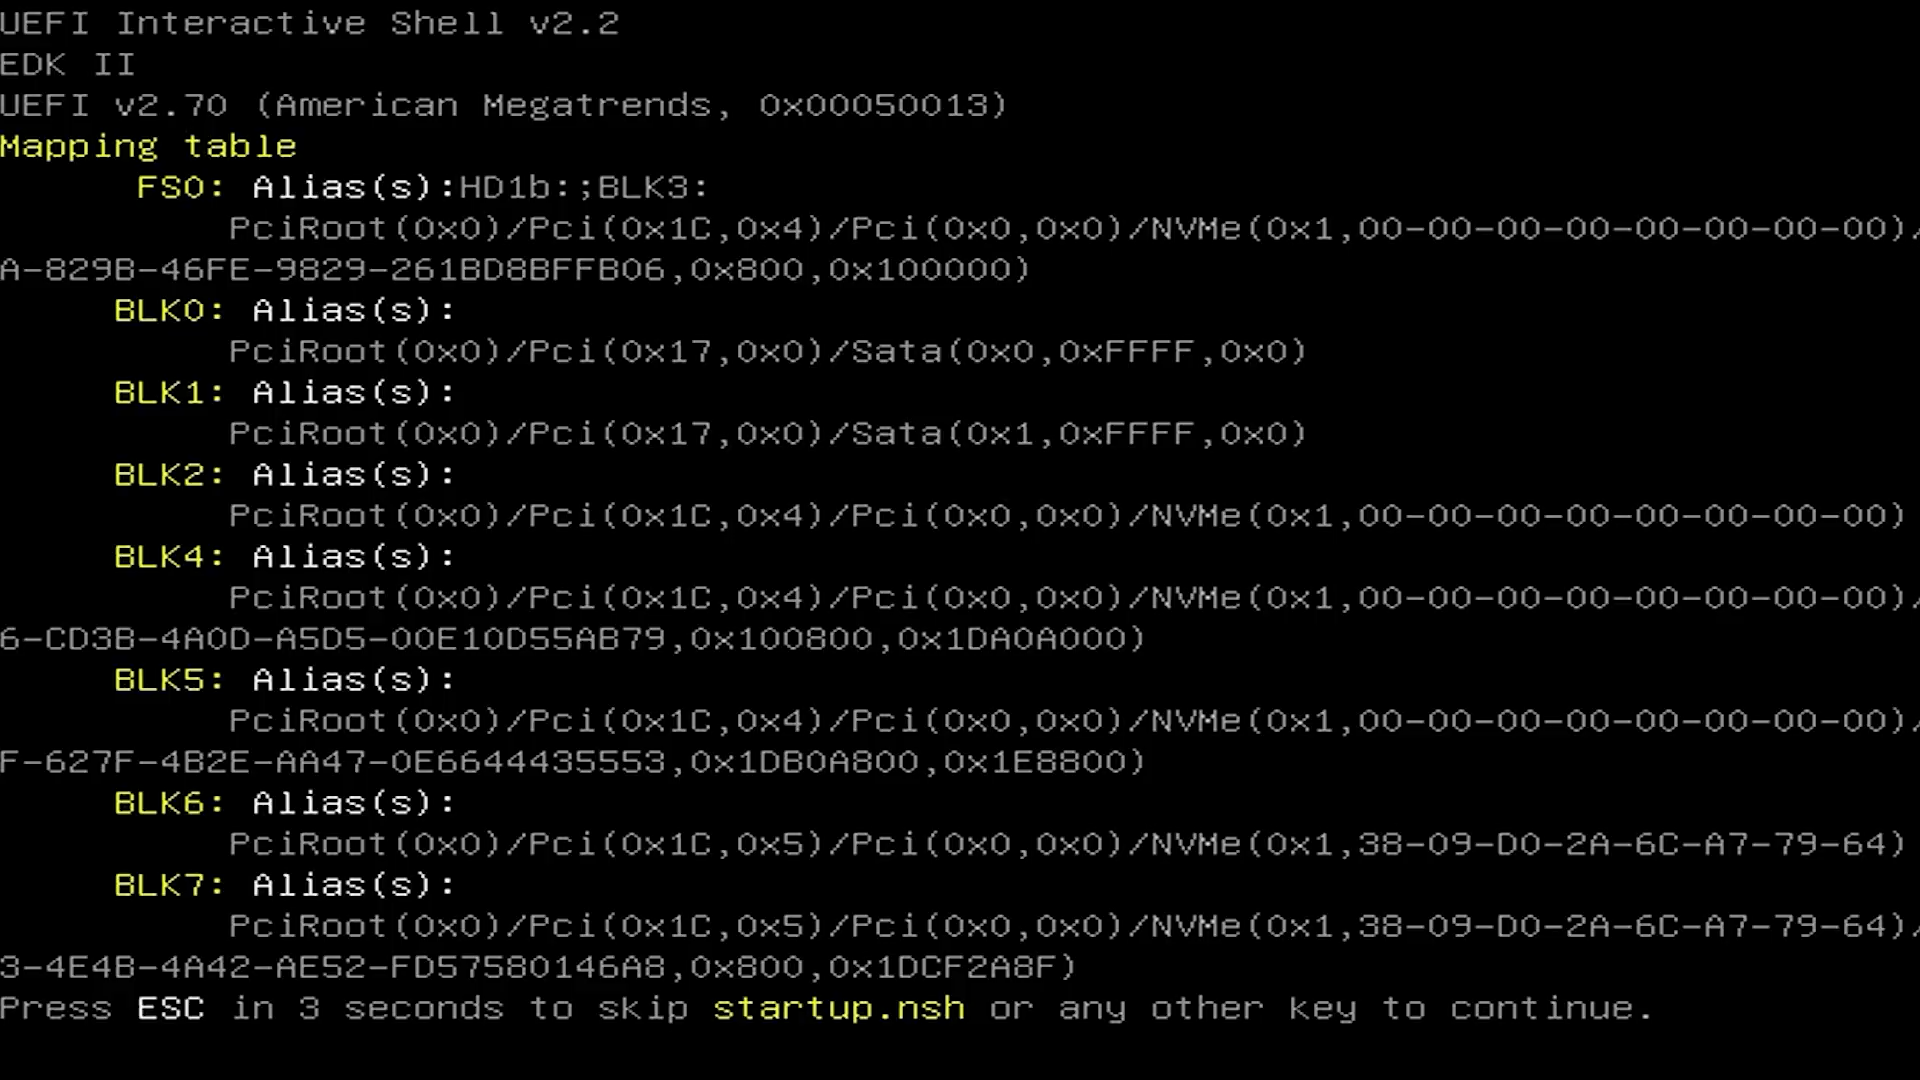 UEFI Interactive Shell v2.2
EDK II
UEFI v2.70 (American Megatrends, 0x00050013)
Mapping table
FS0: Alias(s):HD1b:;BLK3:
PciRoot(0x0)/Pci(0x1C,0x4)/Pci(0x0,0x0)/NVMe(0x1,00-00-00-00-00-00-00-00)/
A-829B-46FE-9829-261BD8BFFB06,0x800,0x100000)
BLK0: Alias(s):
PciRoot(0x0)/Pci(0x17,0x0)/Sata(0x0,0xFFFF,0x0)
BLK1: Alias(s):
PciRoot(0x0)/Pci(0x17,0x0)/Sata(0x1,0xFFFF,0x0)
BLK2: Alias(s):
PciRoot(0x0)/Pci(0x1C,0x4)/Pci(0x0,0x0)/NVMe(0x1,00-00-00-00-00-00-00-00)
BLK4: Alias(s):
PciRoot(0x0)/Pci(0x1C,0x4)/Pci(0x0,0x0)/NVMe(0x1,00-00-00-00-00-00-00-00)/
6-CD3B-4A0D-A5D5-00E10D55AB79,0x100800,0x1DA0A000)
BLK5: Alias(s):
PciRoot(0x0)/Pci(0x1C,0x4)/Pci(0x0,0x0)/NVMe(0x1,00-00-00-00-00-00-00-00)/
F-627F-4B2E-AA47-0E6644435553,0x1DB0A800,0x1E8800)
BLK6: Alias(s):
PciRoot(0x0)/Pci(0x1C,0x5)/Pci(0x0,0x0)/NVMe(0x1,38-09-D0-2A-6C-A7-79-64)
BLK7: Alias(s):
PciRoot(0x0)/Pci(0x1C,0x5)/Pci(0x0,0x0)/NVMe(0x1,38-09-D0-2A-6C-A7-79-64)/
3-4E4B-4A42-AE52-FD57580146A8,0x800,0x1DCF2A8F)
Press ESC in 3 seconds to skip startup.nsh or any other key to continue.